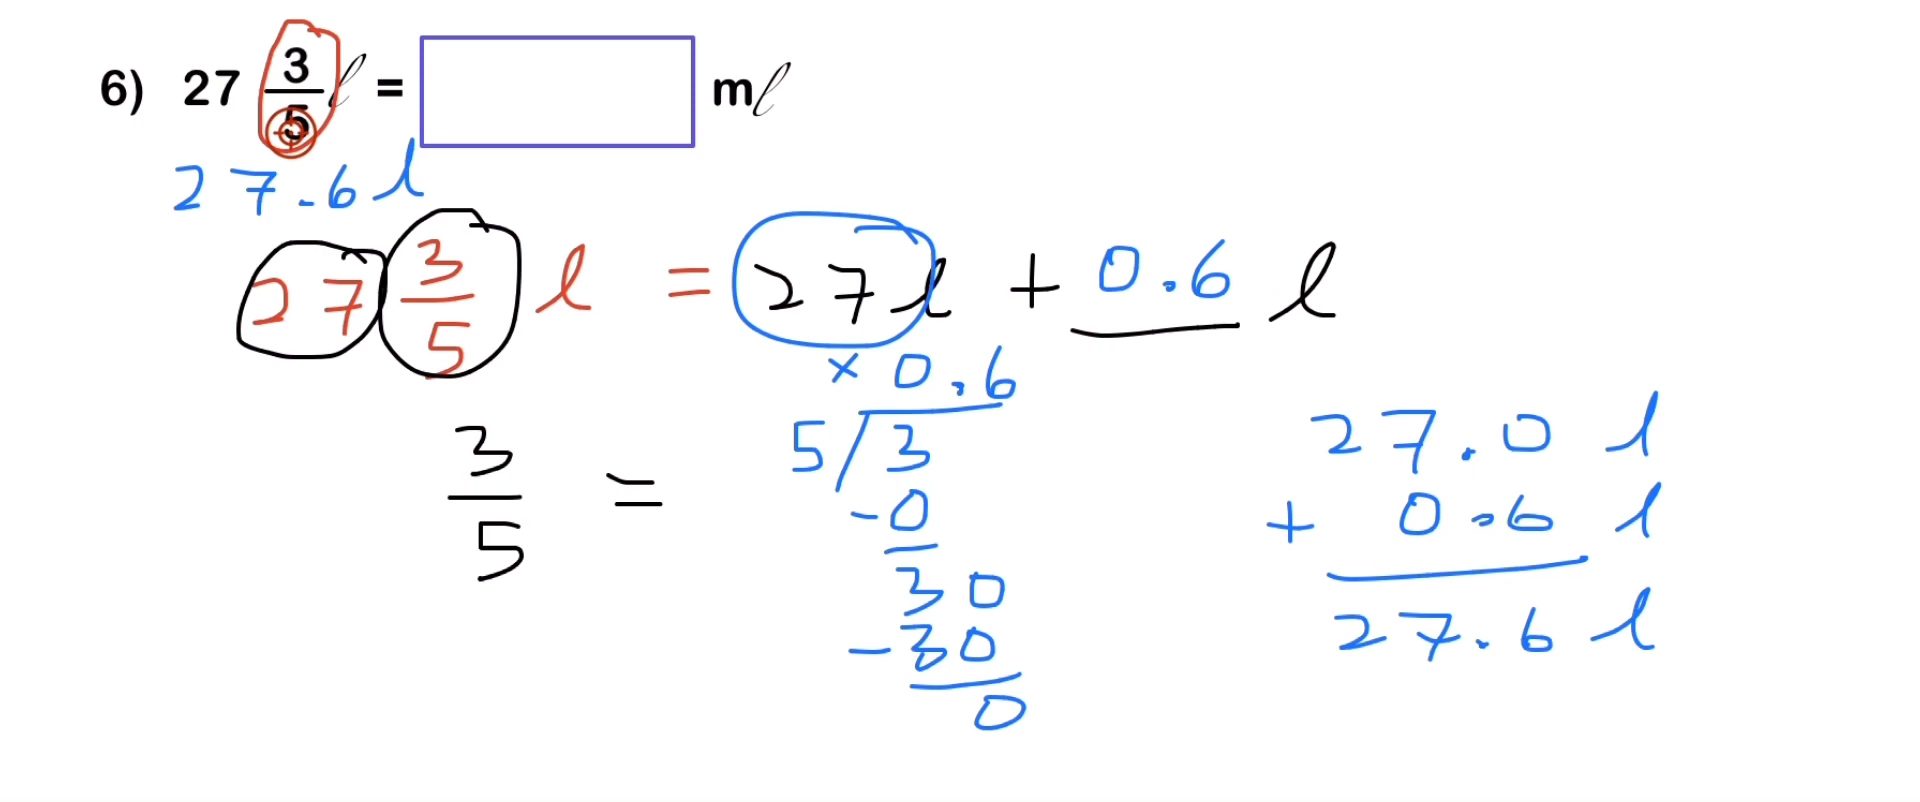 6) 27 3/5 l = ml
27.6 l
27 3/5 l = 27 l + 0.6 l
× 0.6
3/5 = 5/3
-0
30
-30
0
27.0 l
+ 0.6 l
27.6 l